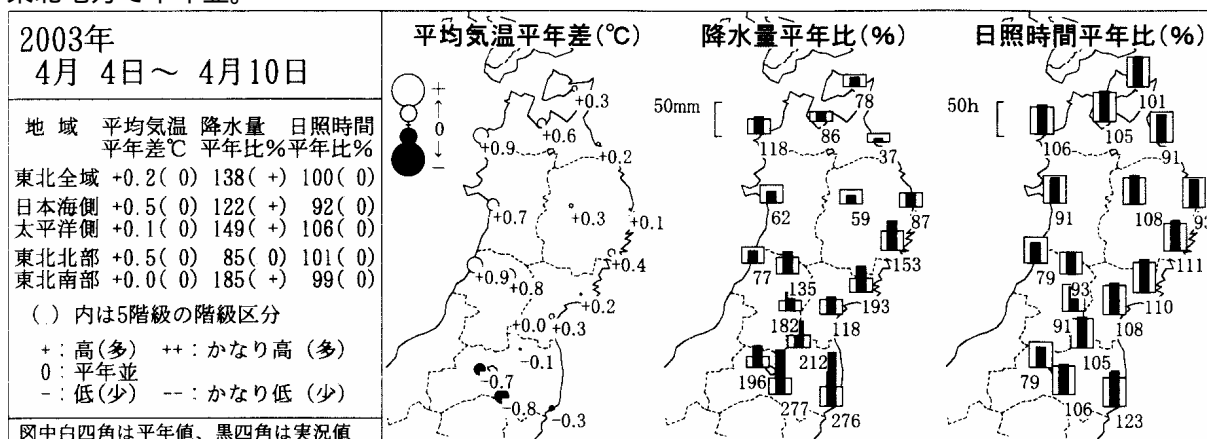 2003年
4月 4日～ 4月10日
地 域 平均気温 降水量 日照時間
平年差℃ 平年比% 平年比%
東北全域 +0.2( 0) 138( +) 100( 0)
日本海側 +0.5( 0) 122( +) 92( 0)
太平洋側 +0.1( 0) 149( +) 106( 0)
東北北部 +0.5( 0) 85( 0) 101( 0)
東北南部 +0.0( 0) 185( +) 99( 0)
( ) 内は5階級の階級区分
+ : 高(多) ++ : かなり高 (多)
0 : 平年並
- : 低(少) -- : かなり低 (少)
図中白四角は平年値、黒四角は実況値
平均気温平年差(℃)
+
0
-
+0.3
+0.6
+0.9
+0.2
+0.7
+0.3
+0.1
+0.4
+0.9
+0.8
+0.2
+0.0
+0.3
-0.1
-0.7
-0.8
-0.3
降水量平年比(%)
50mm
78
86
118
37
62
59
87
153
77
135
193
182
118
212
196
277
276
日照時間平年比(%)
50h
101
105
106
91
91
108
93
111
79
93
110
91
108
105
79
106
123